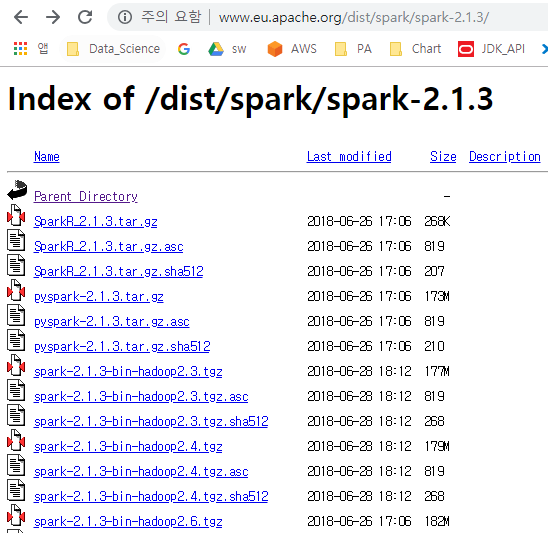 주의 요함 | www.eu.apache.org/dist/spark/spark-2.1.3/
앱 Data_Science sw AWS PA Chart JDK_API
Index of /dist/spark/spark-2.1.3
Name Last modified Size Description
Parent Directory -
SparkR_2.1.3.tar.gz 2018-06-26 17:06 268K
SparkR_2.1.3.tar.gz.asc 2018-06-26 17:06 819
SparkR_2.1.3.tar.gz.sha512 2018-06-26 17:06 207
pyspark-2.1.3.tar.gz 2018-06-26 17:06 173M
pyspark-2.1.3.tar.gz.asc 2018-06-26 17:06 819
pyspark-2.1.3.tar.gz.sha512 2018-06-26 17:06 210
spark-2.1.3-bin-hadoop2.3.tgz 2018-06-28 18:12 177M
spark-2.1.3-bin-hadoop2.3.tgz.asc 2018-06-28 18:12 819
spark-2.1.3-bin-hadoop2.3.tgz.sha512 2018-06-28 18:12 268
spark-2.1.3-bin-hadoop2.4.tgz 2018-06-28 18:12 179M
spark-2.1.3-bin-hadoop2.4.tgz.asc 2018-06-28 18:12 819
spark-2.1.3-bin-hadoop2.4.tgz.sha512 2018-06-28 18:12 268
spark-2.1.3-bin-hadoop2.6.tgz 2018-06-26 17:06 182M